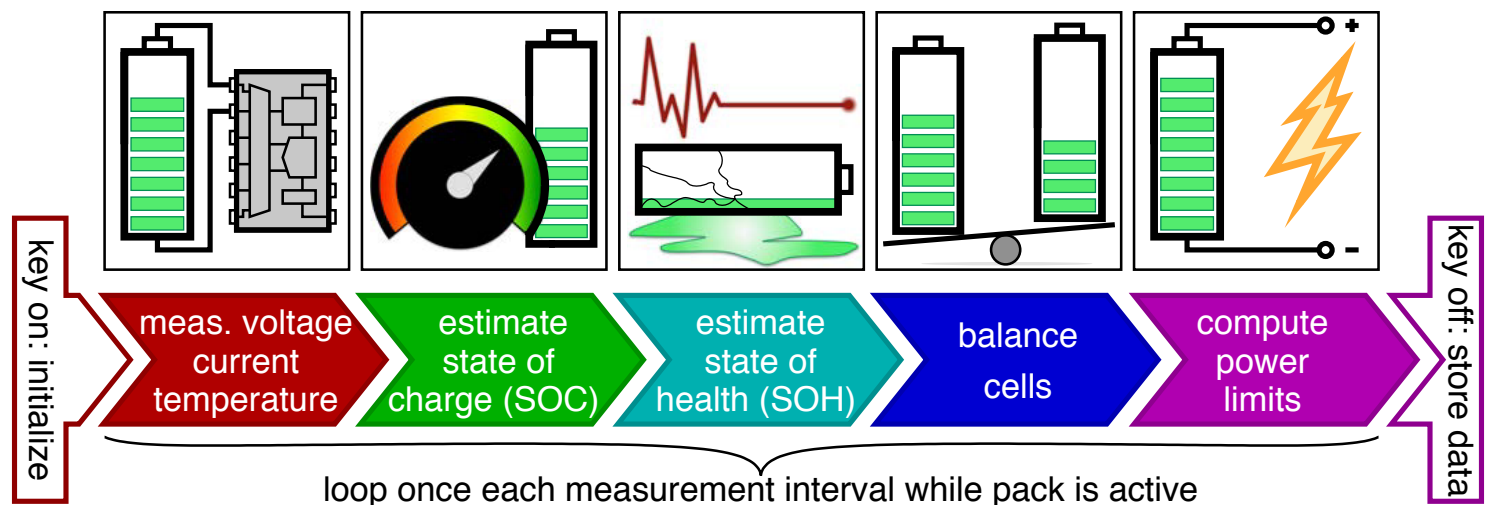 +
-
key on: initialize
meas. voltage
current
temperature
estimate
state of
charge (SOC)
estimate
state of
health (SOH)
balance
cells
compute
power
limits
key off: store data
loop once each measurement interval while pack is active